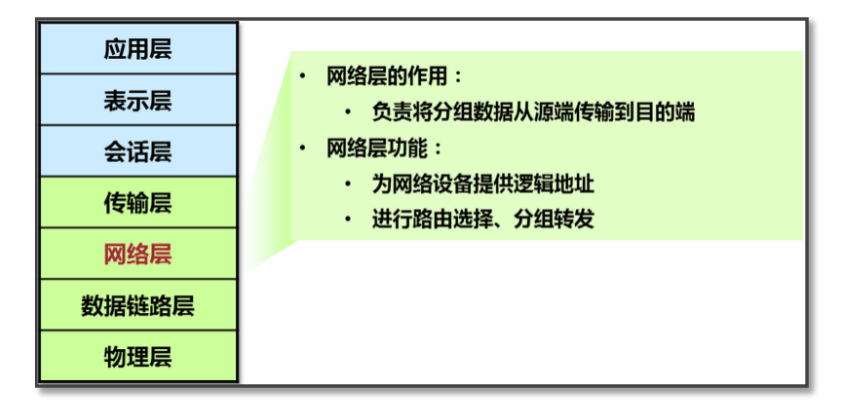 应用层
表示层
会话层
传输层
网络层
数据链路层
物理层
• 网络层的作用：
• 负责将分组数据从源端传输到目的端
• 网络层功能：
• 为网络设备提供逻辑地址
• 进行路由选择、分组转发